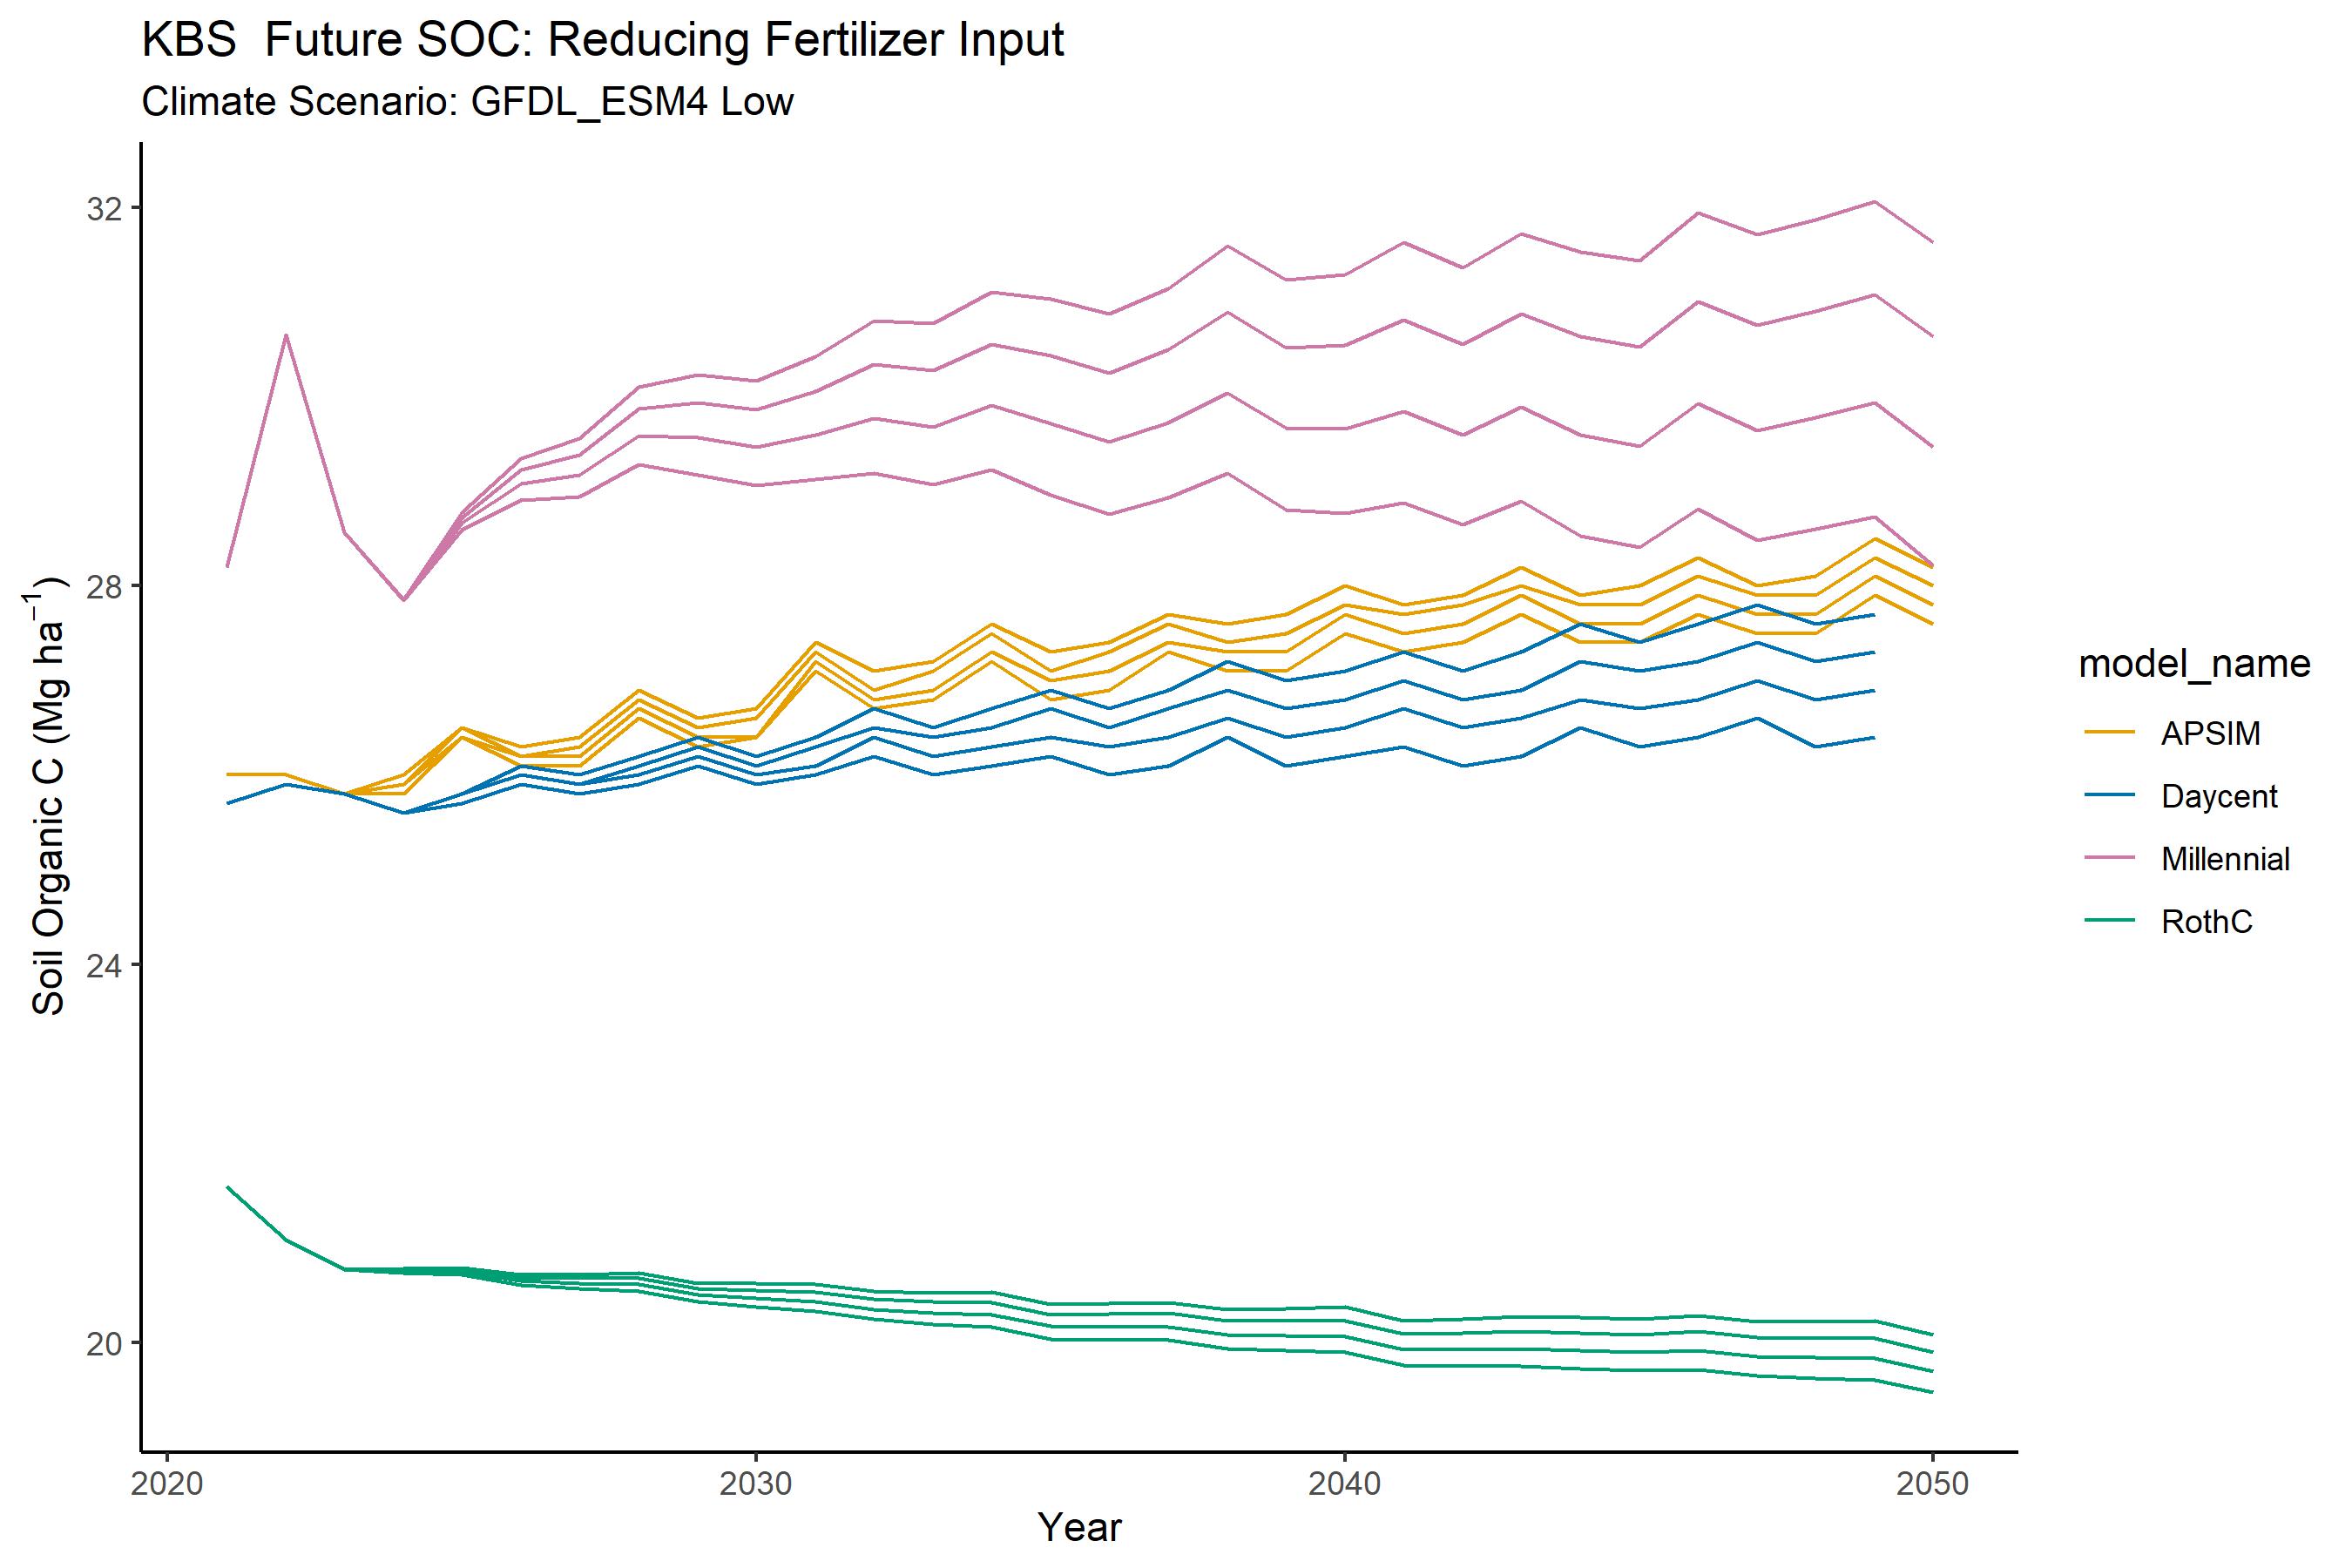 KBS  Future SOC: Reducing Fertilizer Input
Climate Scenario: GFDL_ESM4 Low
32
28
24
20
Soil Organic C (Mg ha⁻¹)
2020 2030 2040 2050
Year
model_name
APSIM
Daycent
Millennial
RothC